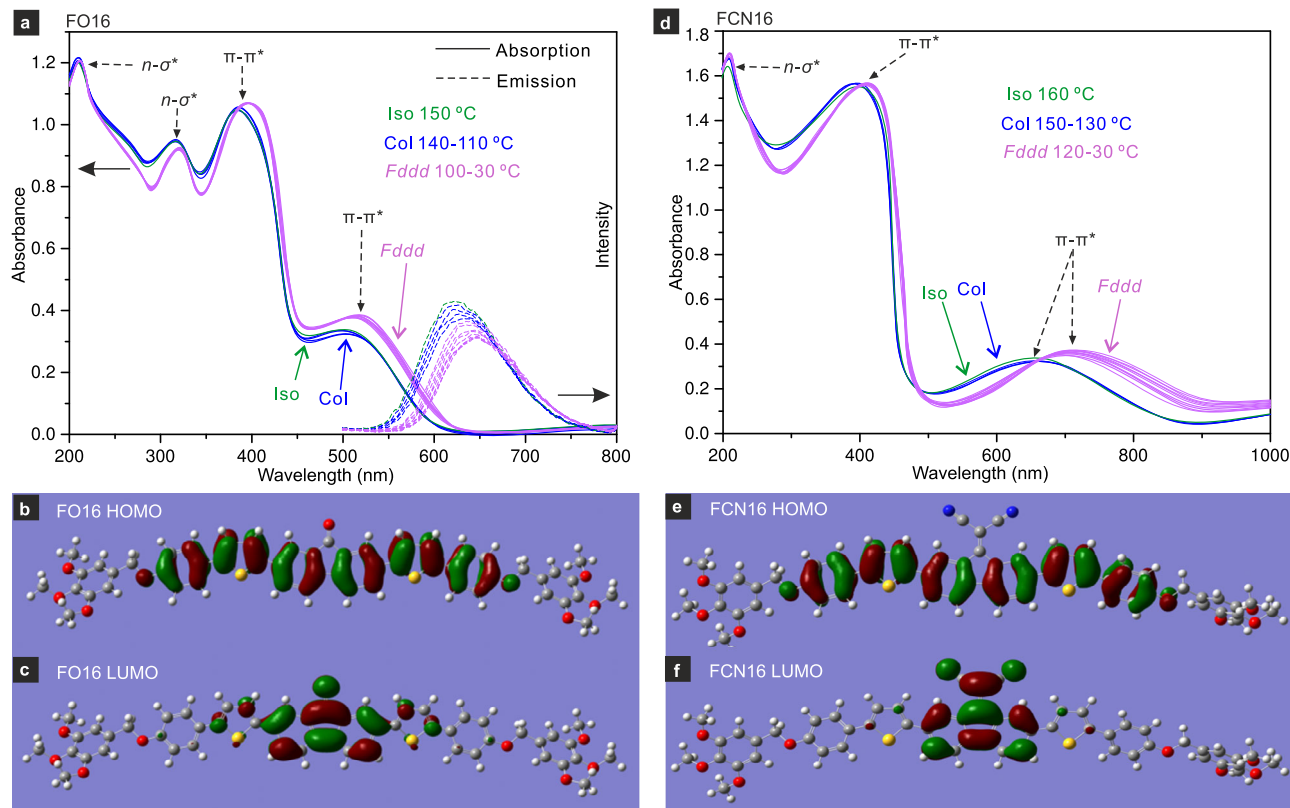 a FO16
Absorption
Emission
n-σ*
n-σ*
π-π*
Iso 150 ºC
Col 140-110 ºC
Fddd 100-30 ºC
π-π*
Fddd
Iso
Col
Absorbance
Intensity
1.2
1.0
0.8
0.6
0.4
0.2
0.0
200 300 400 500 600 700 800
Wavelength (nm)
d FCN16
π-π*
n-σ*
Iso 160 ºC
Col 150-130 ºC
Fddd 120-30 ºC
π-π*
Iso
Col
Fddd
Absorbance
1.8
1.6
1.4
1.2
1.0
0.8
0.6
0.4
0.2
0.0
200 400 600 800 1000
Wavelength (nm)
b FO16 HOMO
c FO16 LUMO
e FCN16 HOMO
f FCN16 LUMO